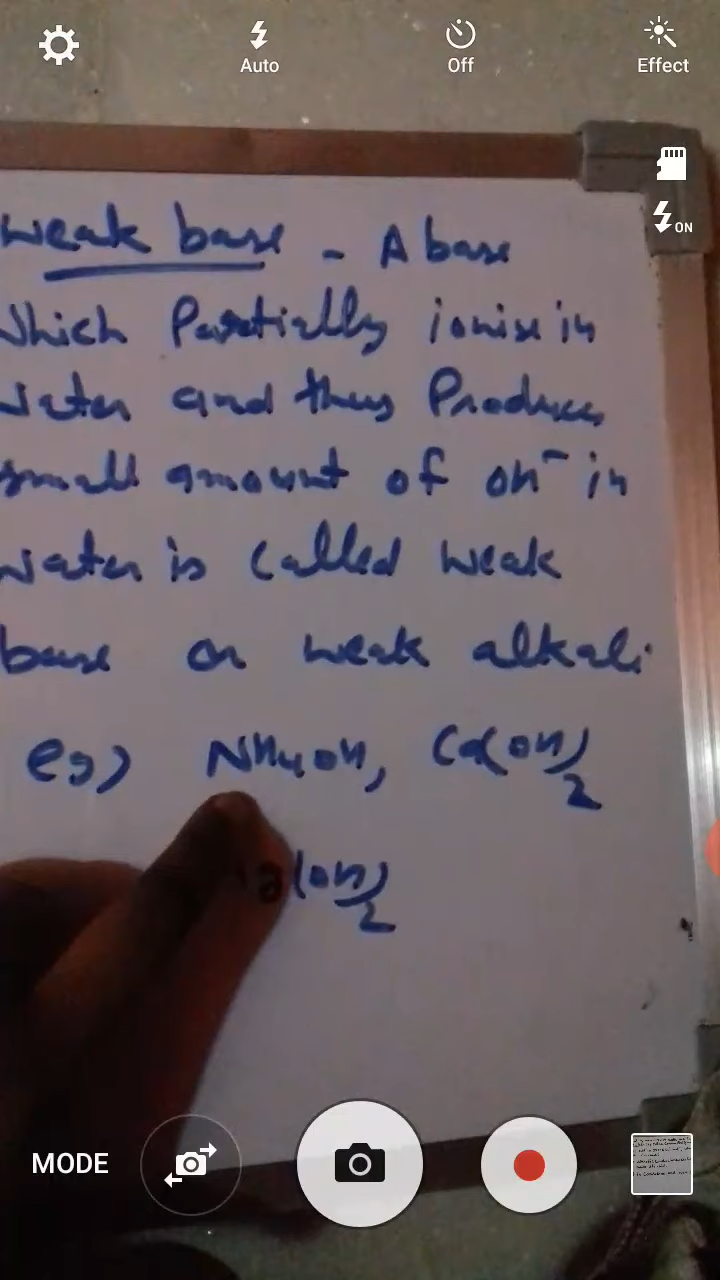 Auto
Off
Effect
ON
weak base - A base
which Partially ionise in
water and thus Produces
small amount of OH⁻ in
water is called weak
base or weak alkali
eg) NH4OH, Ca(OH)2
(OH)2
MODE